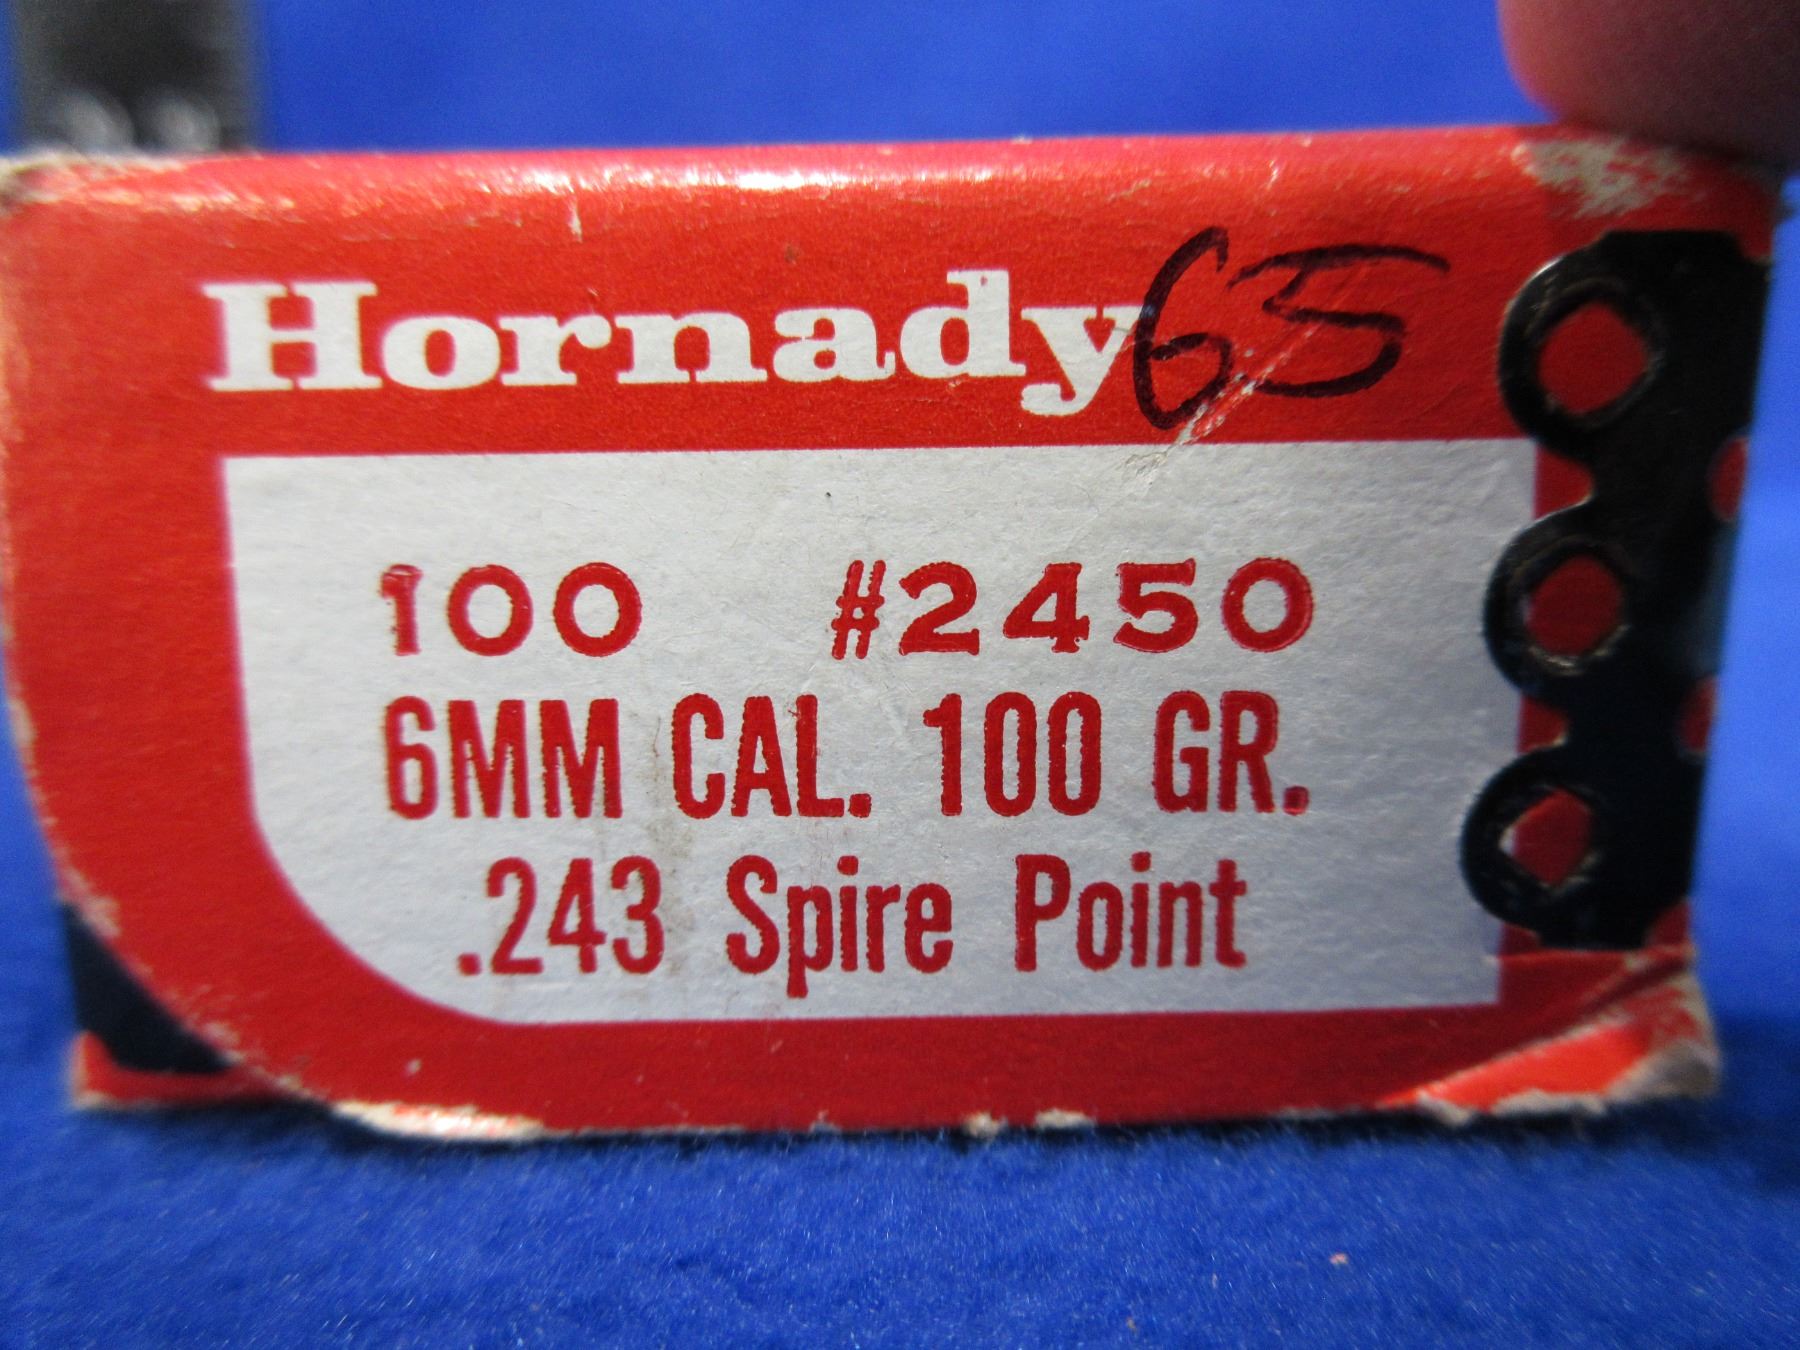 Hornady 65
100 #2450
6MM CAL. 100 GR.
.243 Spire Point